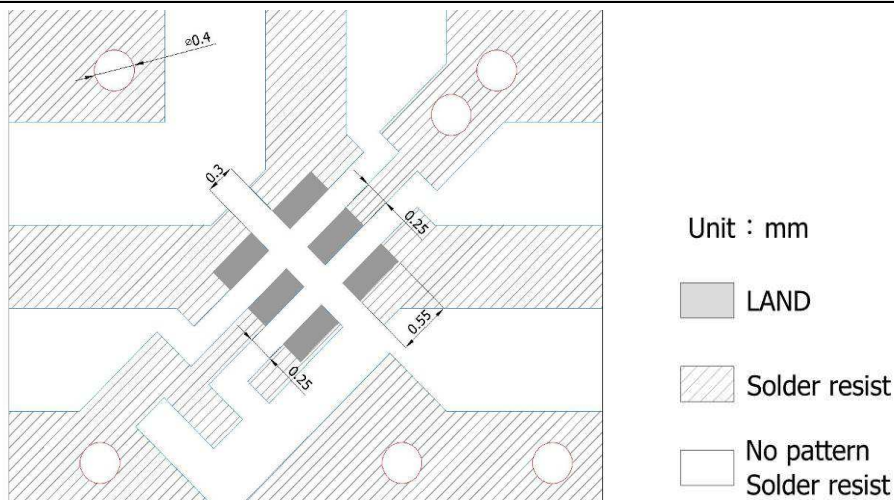 ⌀0.4
0.3
0.25
0.55
0.25
Unit : mm
LAND
Solder resist
No pattern
Solder resist